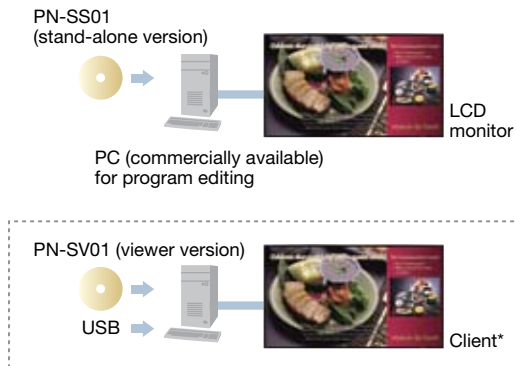 PN-SS01
(stand-alone version)
LCD
monitor
PC (commercially available)
for program editing
PN-SV01 (viewer version)
USB
Client*